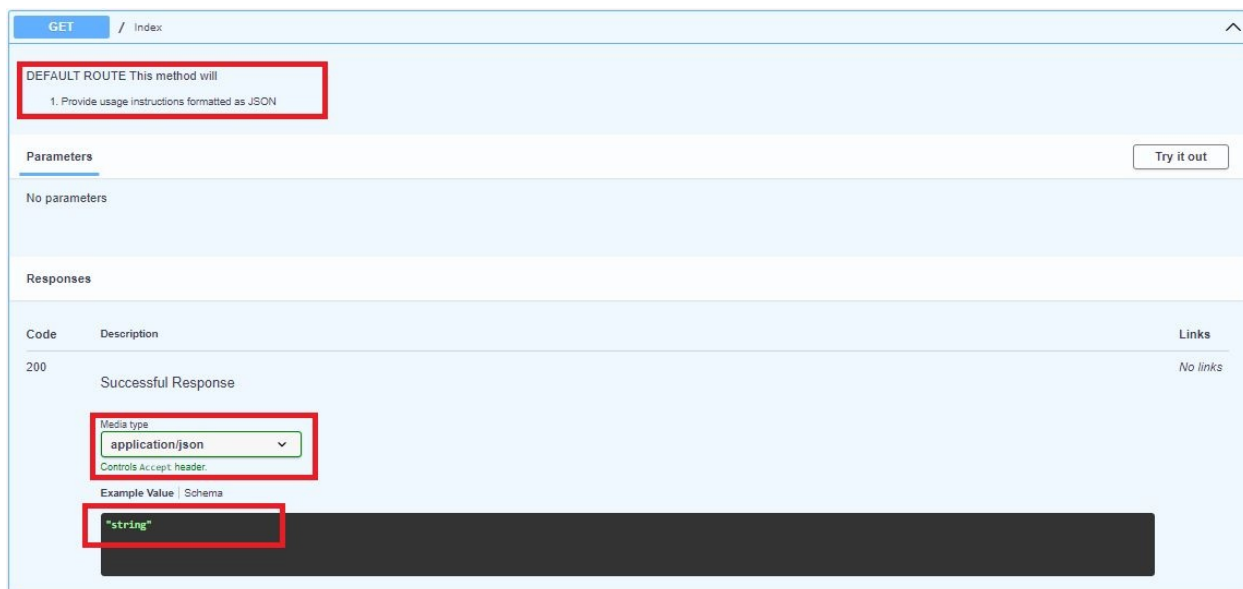 GET / Index
DEFAULT ROUTE This method will
1. Provide usage instructions formatted as JSON
Parameters Try it out
No parameters
Responses
Code Description Links
200 Successful Response No links
Media type
application/json
Controls Accept header.
Example Value | Schema
"string"